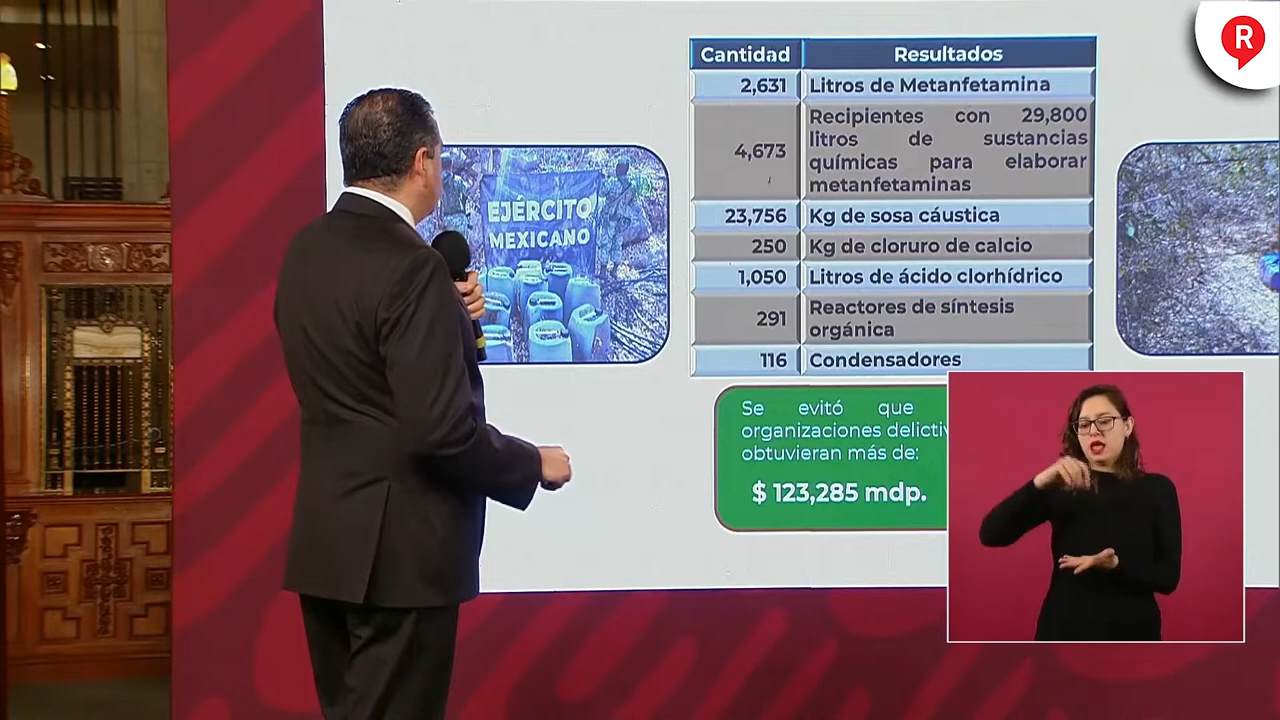 R
Cantidad Resultados
2,631 Litros de Metanfetamina
4,673 Recipientes con 29,800
litros de sustancias
químicas para elaborar
metanfetaminas
23,756 Kg de sosa cáustica
250 Kg de cloruro de calcio
1,050 Litros de ácido clorhídrico
291 Reactores de síntesis
orgánica
116 Condensadores
EJÉRCITO
MEXICANO
Se evitó que
organizaciones delictiv
obtuvieran más de:
$ 123,285 mdp.